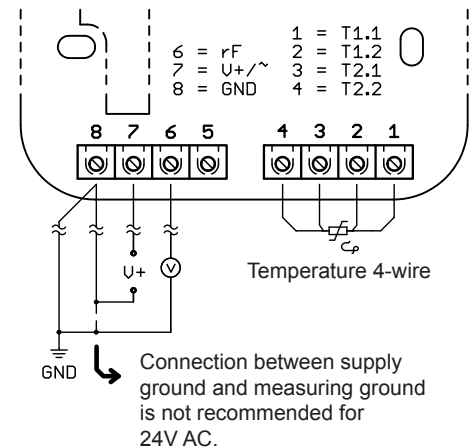 6 = rF
7 = U+/~
8 = GND
1 = T1.1
2 = T1.2
3 = T2.1
4 = T2.2
8 7 6 5 4 3 2 1
U+
V
Temperature 4-wire
GND
Connection between supply
ground and measuring ground
is not recommended for
24V AC.